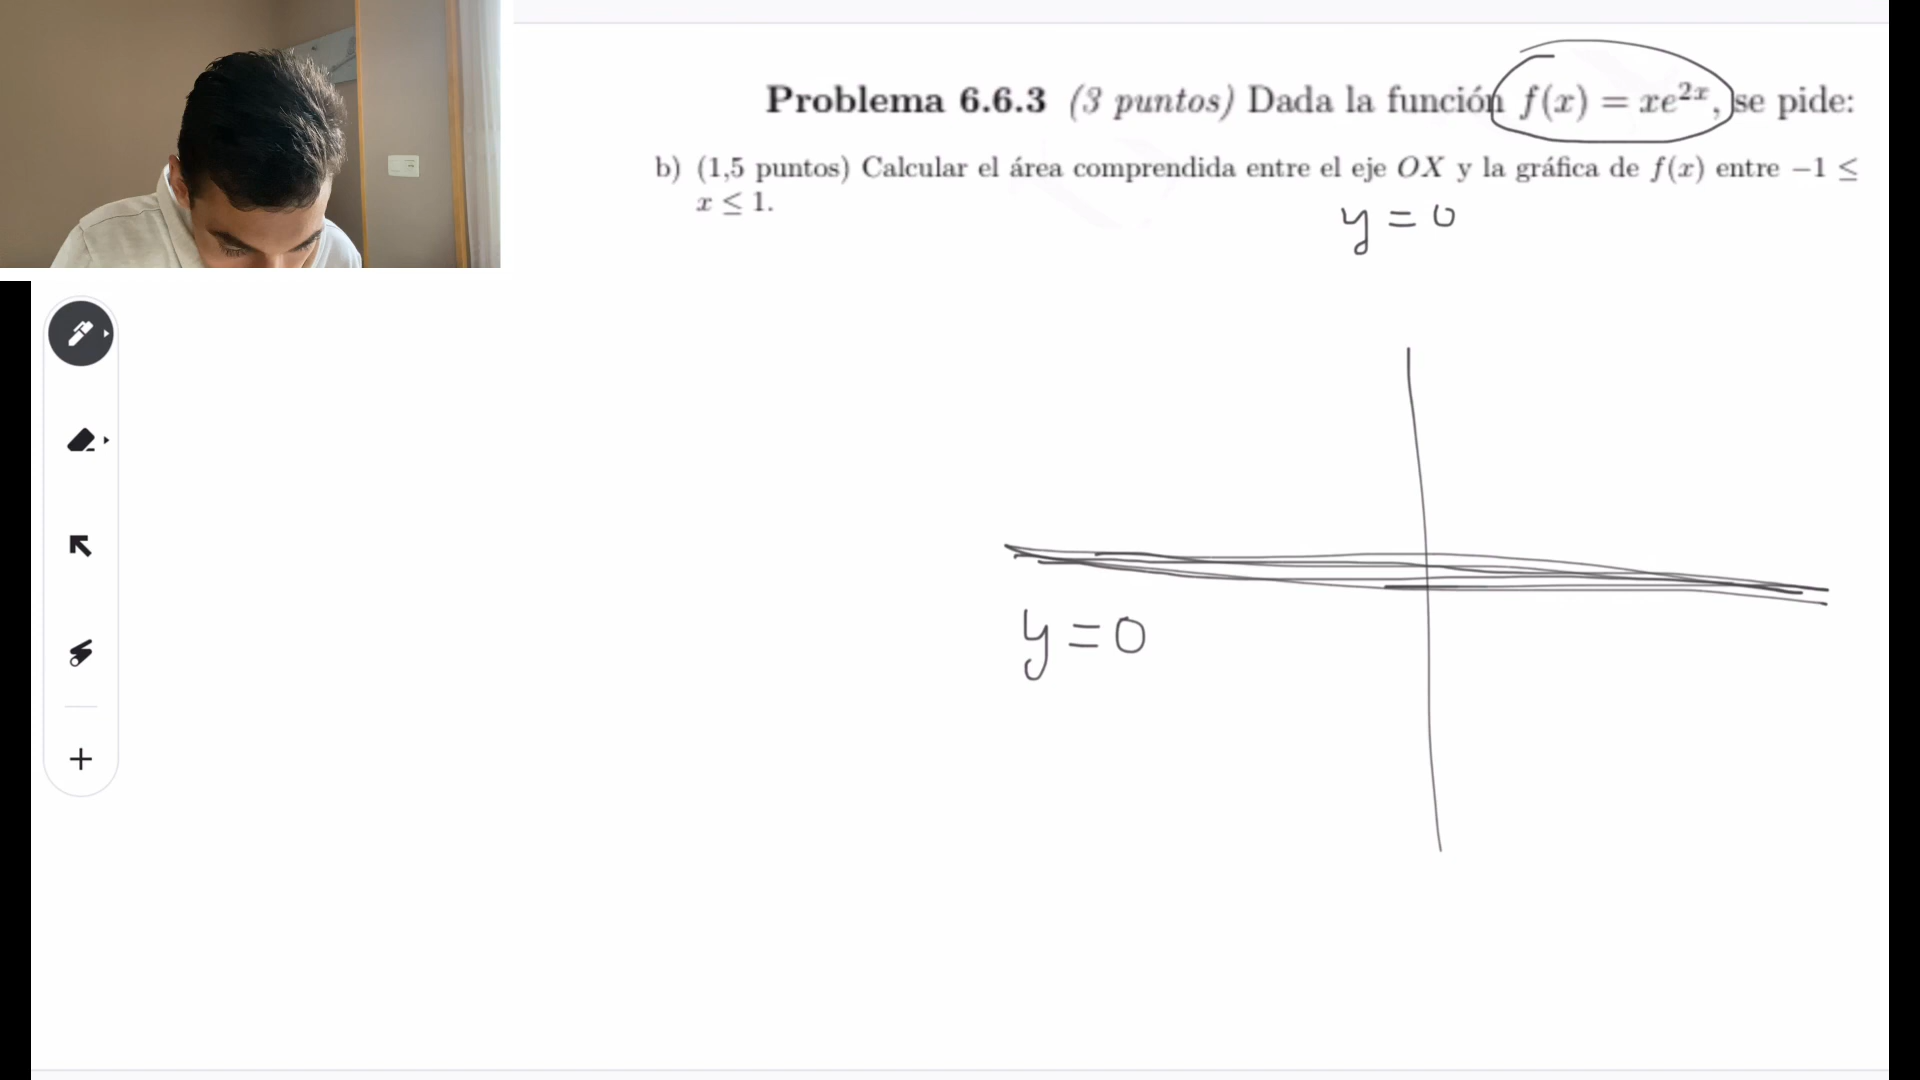 Problema 6.6.3 (3 puntos) Dada la función f(x) = xe^{2x}, se pide:
b) (1,5 puntos) Calcular el área comprendida entre el eje OX y la gráfica de f(x) entre −1 ≤
x ≤ 1.
y = 0
y = 0